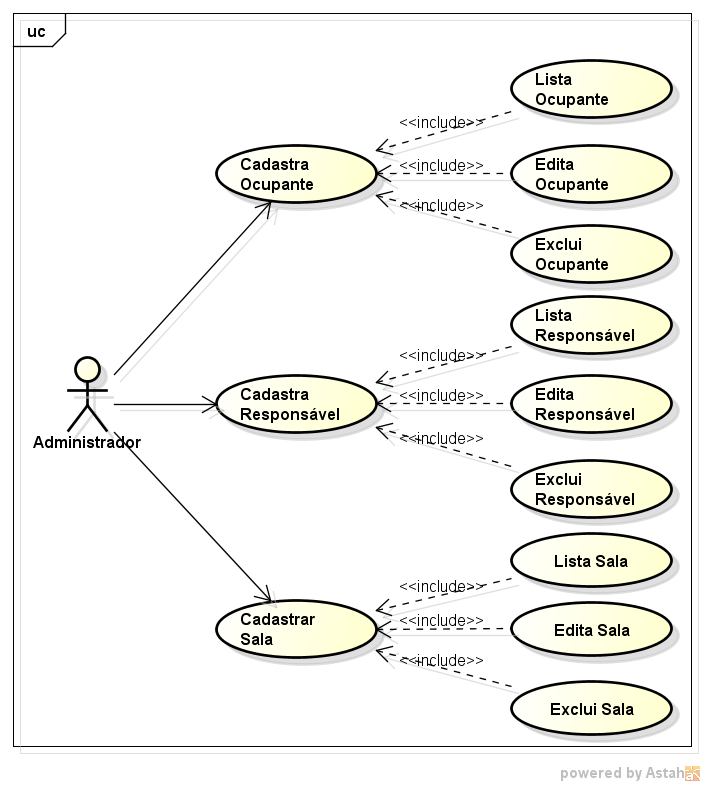 uc
Lista
Ocupante
<<include>>
Cadastra
Ocupante
<<include>>
Edita
Ocupante
<<include>>
Exclui
Ocupante
Lista
Responsável
<<include>>
Administrador
Cadastra
Responsável
<<include>>
Edita
Responsável
<<include>>
Exclui
Responsável
Lista Sala
<<include>>
Cadastrar
Sala
<<include>>
Edita Sala
<<include>>
Exclui Sala
powered by Astah